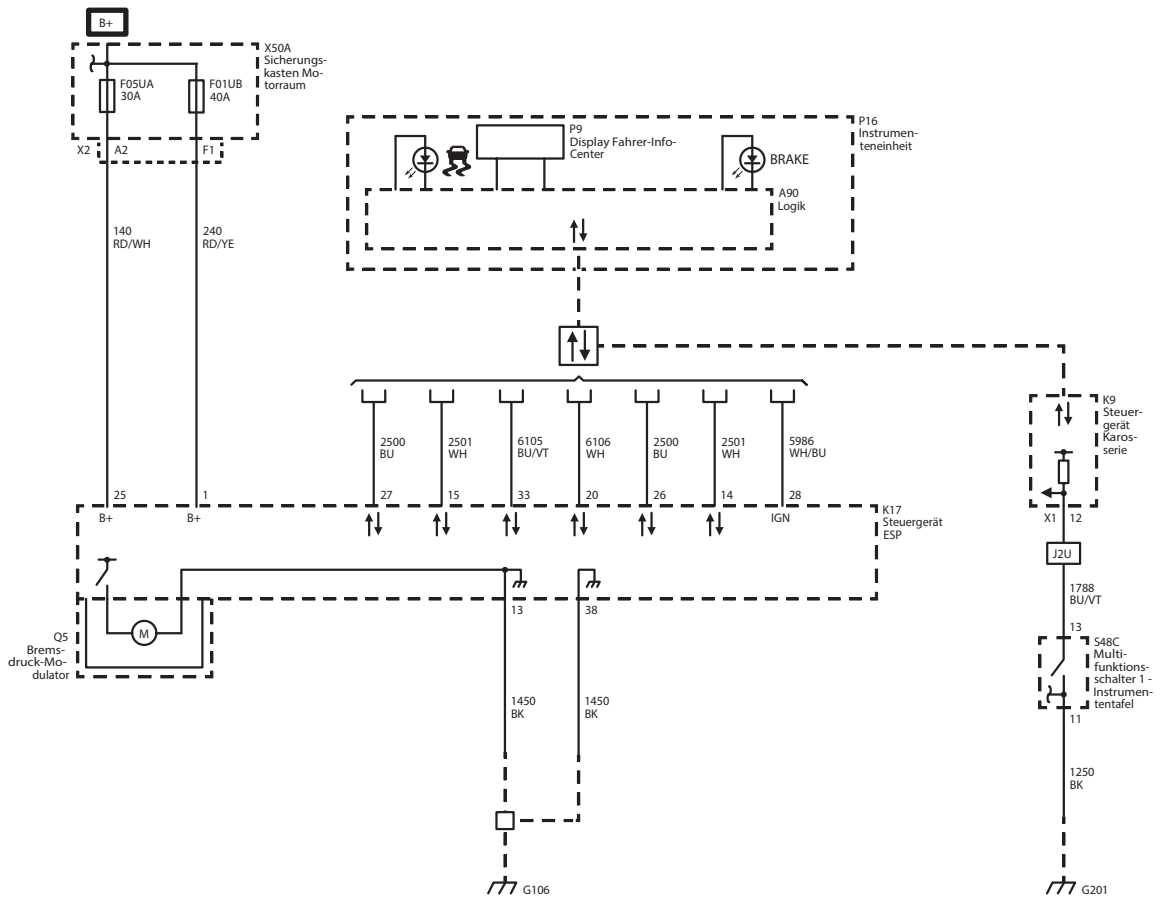 B+
X50A
Sicherungs-
kasten Mo-
torraum
F05UA
30A
F01UB
40A
X2
A2
F1
140
RD/WH
240
RD/YE
P16
Instrumen-
teneinheit
P9
Display Fahrer-Info-
Center
BRAKE
A90
Logik
K9
Steuer-
gerät
Karos-
serie
2500
BU
2501
WH
6105
BU/VT
6106
WH
2500
BU
2501
WH
5986
WH/BU
25
1
27
15
33
20
26
14
28
B+
B+
IGN
K17
Steuergerät
ESP
X1
12
J2U
1788
BU/VT
13
S48C
Multi-
funktions-
schalter 1 -
Instrumen-
tentafel
11
M
Q5
Brems-
druck-Mo-
dulator
13
38
1450
BK
1450
BK
1250
BK
G106
G201